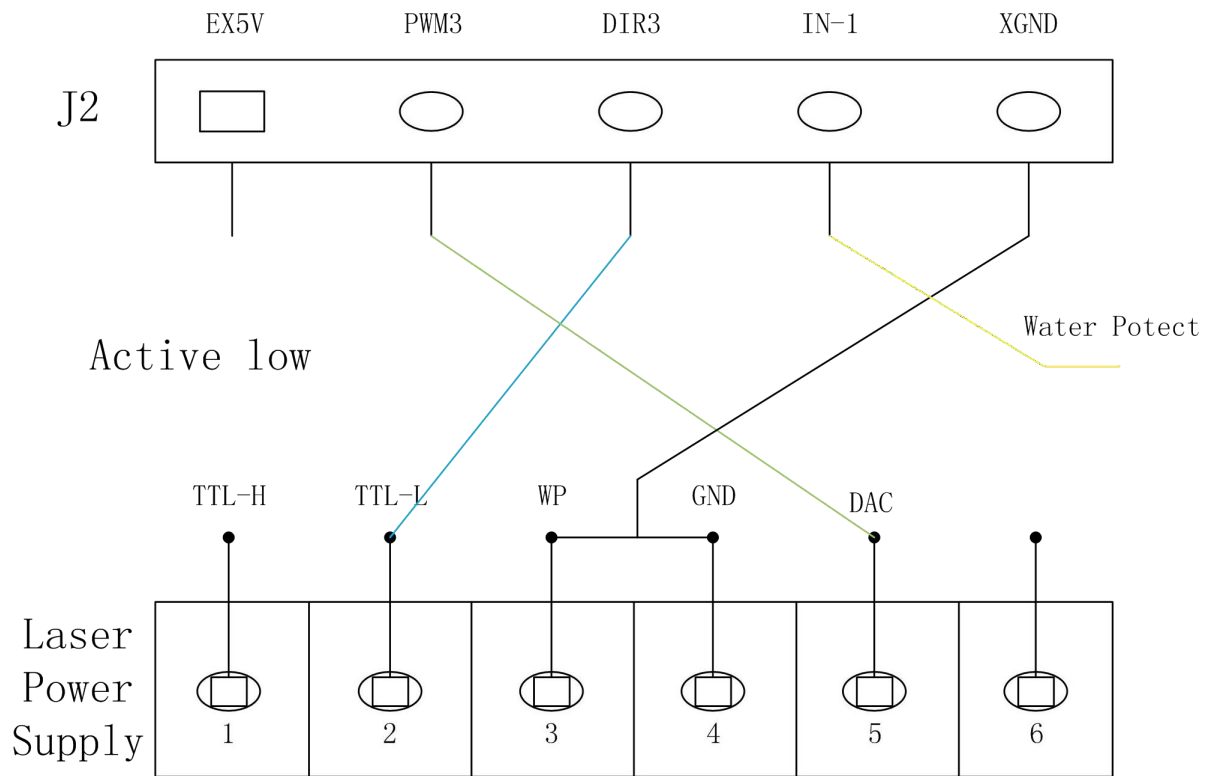 EX5V PWM3 DIR3 IN-1 XGND
J2
Water Potect
Active low
TTL-H TTL-L WP GND DAC
Laser
Power
Supply
1 2 3 4 5 6